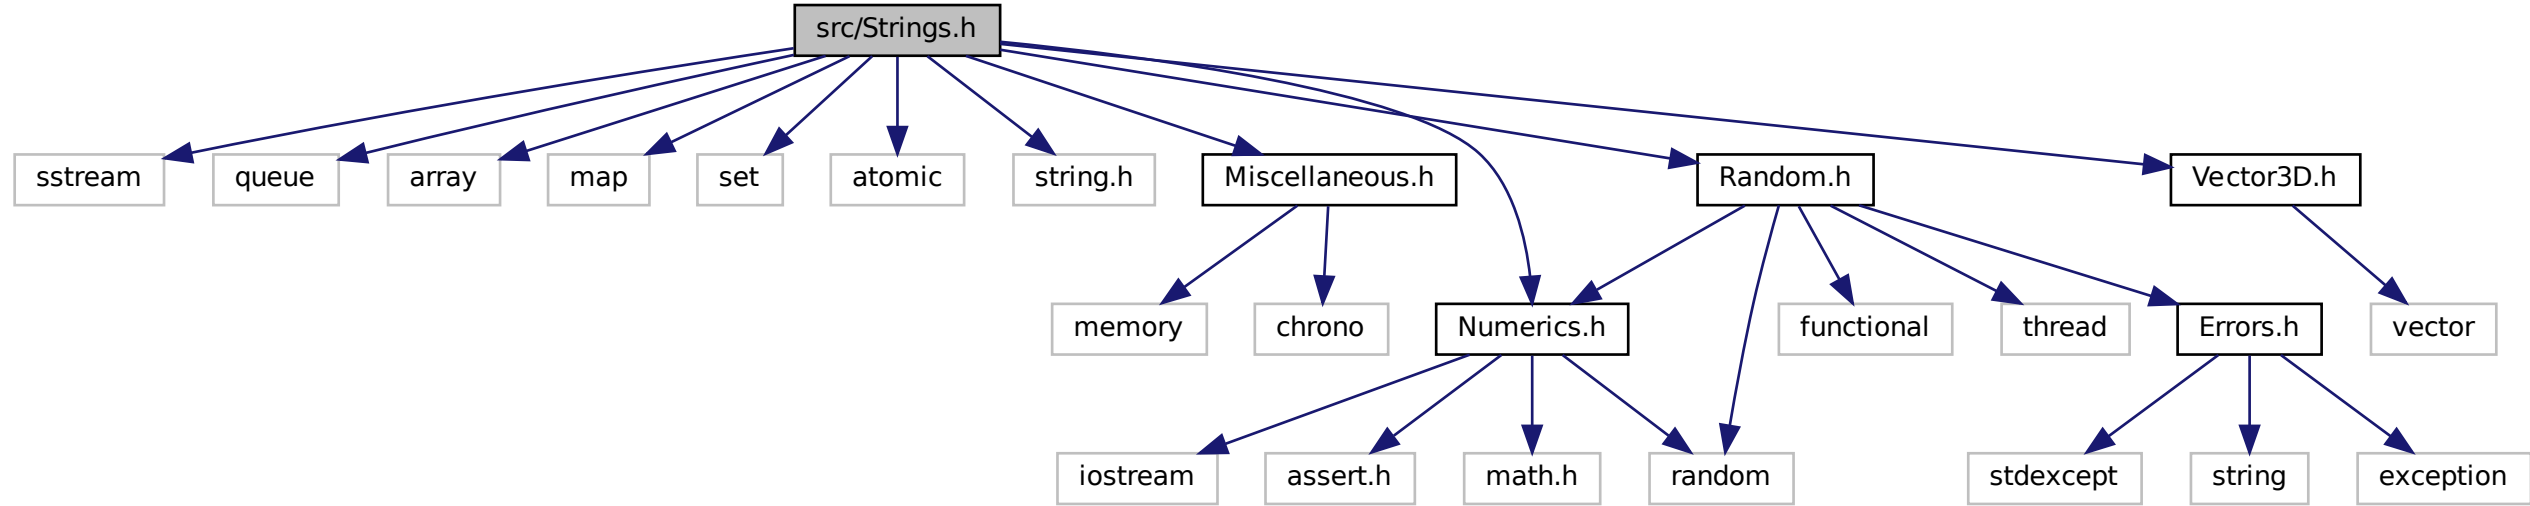 src/Strings.h
sstream
queue
array
map
set
atomic
string.h
Miscellaneous.h
Random.h
Vector3D.h
memory
chrono
Numerics.h
functional
thread
Errors.h
vector
iostream
assert.h
math.h
random
stdexcept
string
exception